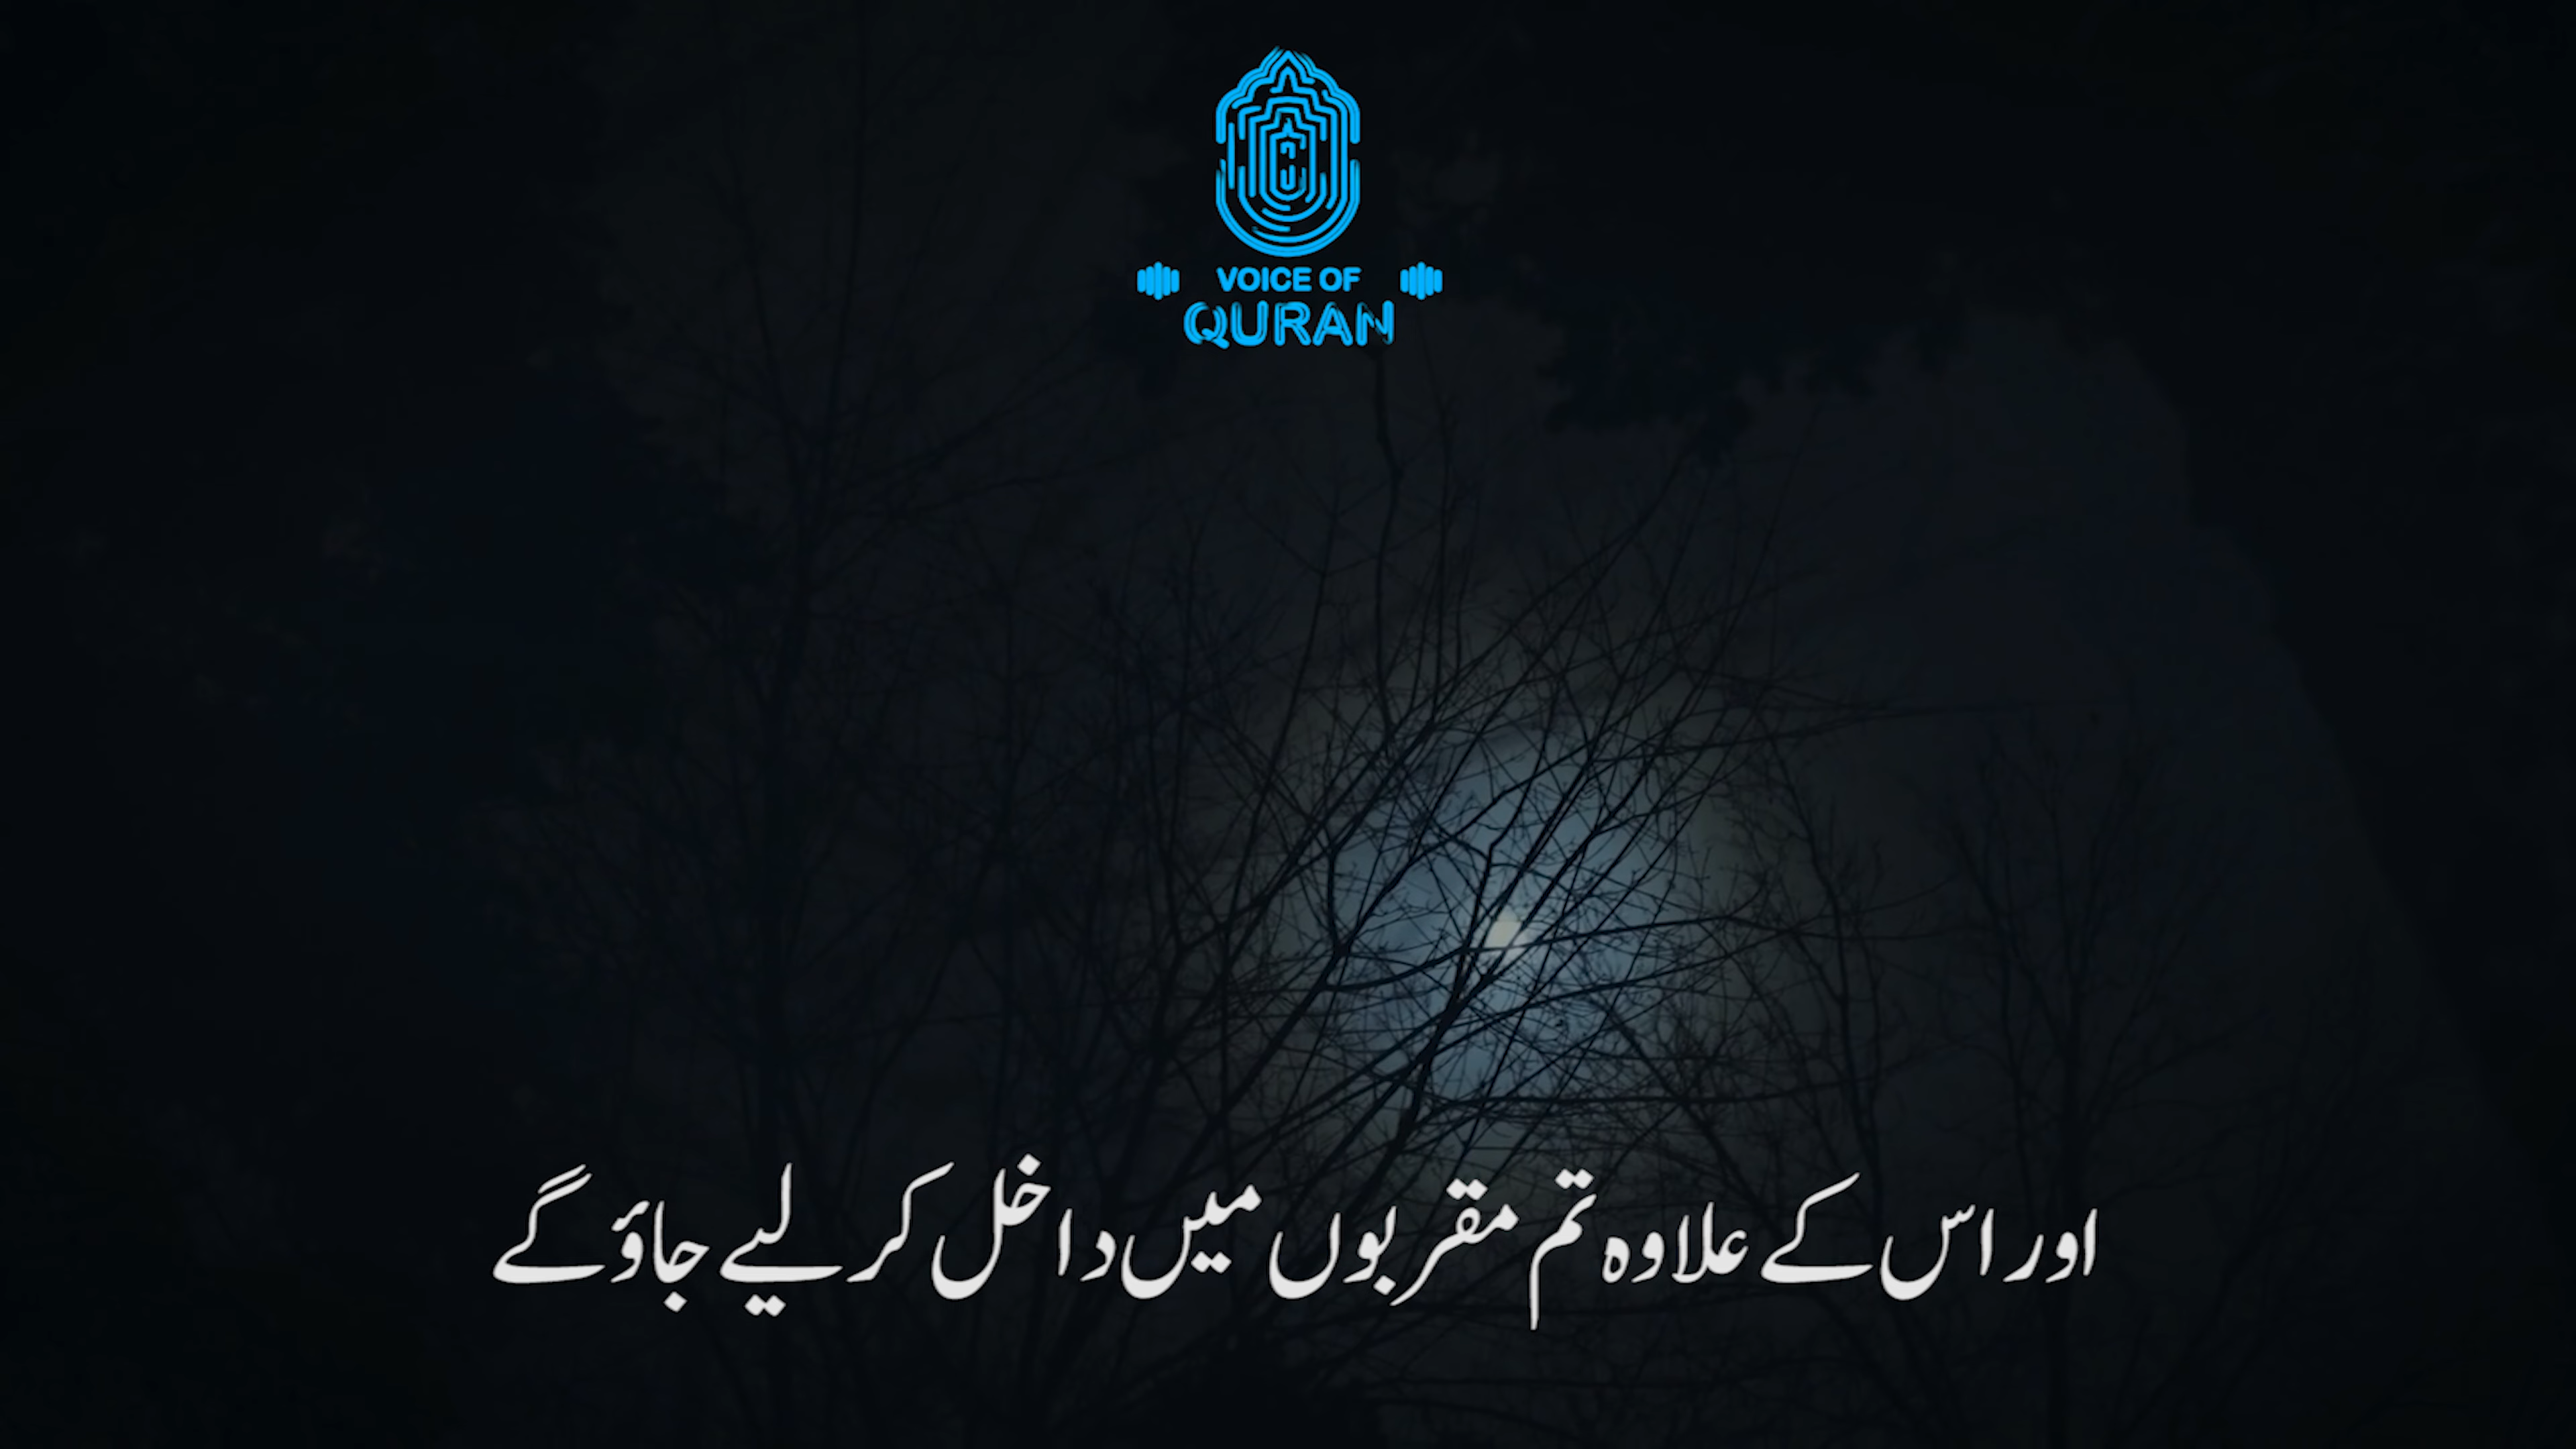 VOICE OF
QURAN
اور اس کے علاوہ تم مقربوں میں داخل کر لیے جاؤ گے